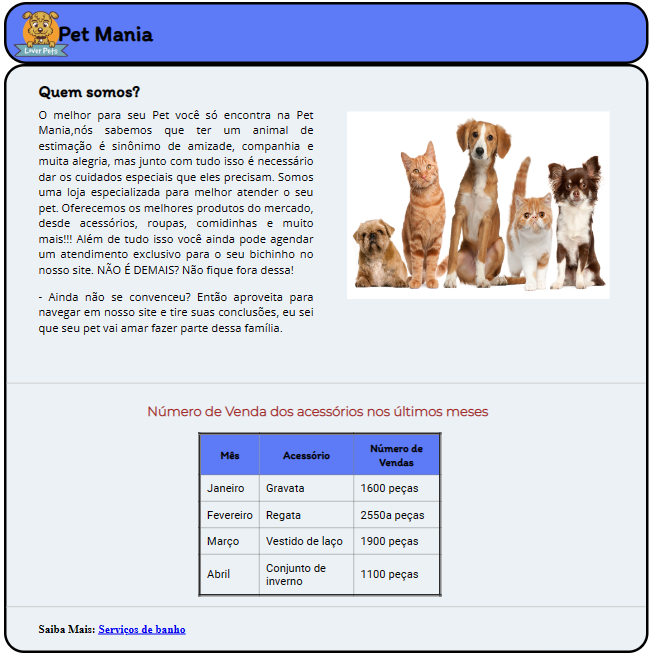 Lover Pets
Pet Mania
Quem somos?
O melhor para seu Pet você só encontra na Pet
Mania,nós sabemos que ter um animal de
estimação é sinônimo de amizade, companhia e
muita alegria, mas junto com tudo isso é necessário
dar os cuidados especiais que eles precisam. Somos
uma loja especializada para melhor atender o seu
pet. Oferecemos os melhores produtos do mercado,
desde acessórios, roupas, comidinhas e muito
mais!!! Além de tudo isso você ainda pode agendar
um atendimento exclusivo para o seu bichinho no
nosso site. NÃO É DEMAIS? Não fique fora dessa!
- Ainda não se convenceu? Então aproveita para
navegar em nosso site e tire suas conclusões, eu sei
que seu pet vai amar fazer parte dessa família.
Número de Venda dos acessórios nos últimos meses
Mês Acessório Número de
Vendas
Janeiro Gravata 1600 peças
Fevereiro Regata 2550a peças
Março Vestido de laço 1900 peças
Abril Conjunto de
inverno 1100 peças
Saiba Mais: Serviços de banho